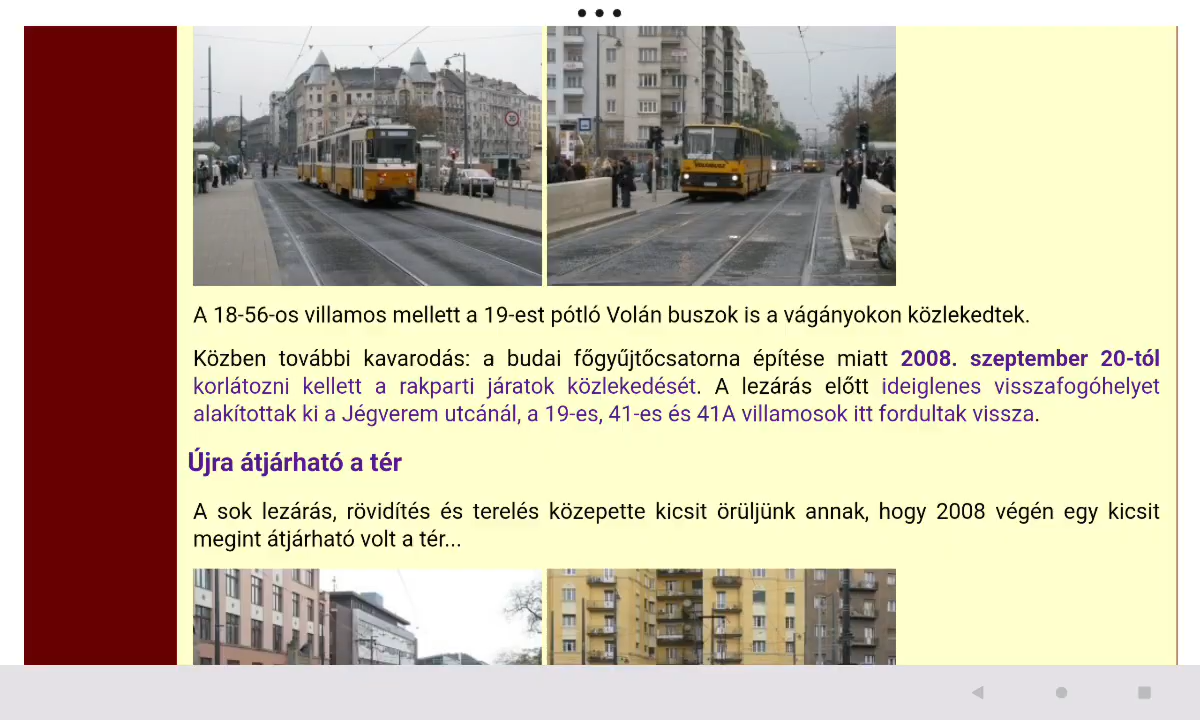 A 18-56-os villamos mellett a 19-est pótló Volán buszok is a vágányokon közlekedtek.
Közben további kavarodás: a budai főgyűjtőcsatorna építése miatt 2008. szeptember 20-tól
korlátozni kellett a rakparti járatok közlekedését. A lezárás előtt ideiglenes visszafogóhelyet
alakítottak ki a Jégverem utcánál, a 19-es, 41-es és 41A villamosok itt fordultak vissza.
Újra átjárható a tér
A sok lezárás, rövidítés és terelés közepette kicsit örüljünk annak, hogy 2008 végén egy kicsit
megint átjárható volt a tér...